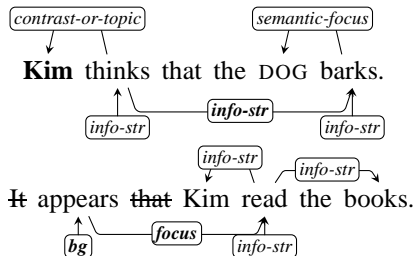 contrast-or-topic semantic-focus
Kim thinks that the DOG barks.
info-str
info-str info-str
info-str info-str
It appears that Kim read the books.
bg focus info-str